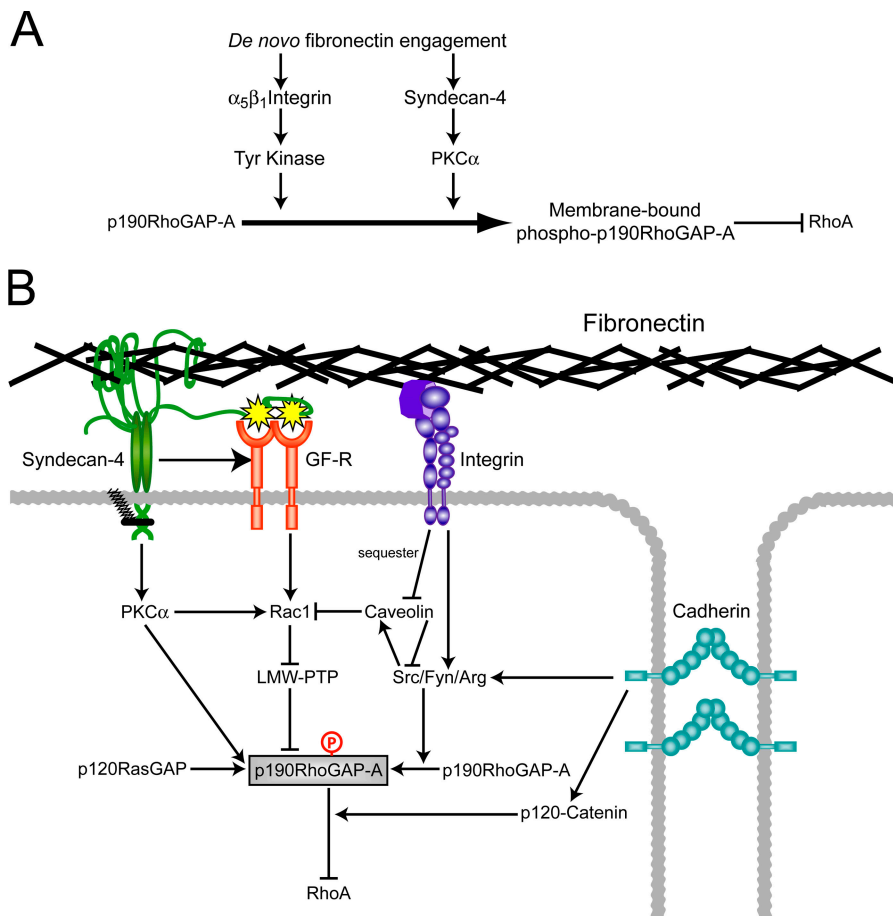 A
De novo fibronectin engagement
α5β1Integrin
Syndecan-4
Tyr Kinase
PKCα
p190RhoGAP-A
Membrane-bound
phospho-p190RhoGAP-A
RhoA
B
Fibronectin
Syndecan-4
GF-R
Integrin
sequester
PKCα
Rac1
Caveolin
Cadherin
LMW-PTP
Src/Fyn/Arg
P
p120RasGAP
p190RhoGAP-A
p190RhoGAP-A
p120-Catenin
RhoA